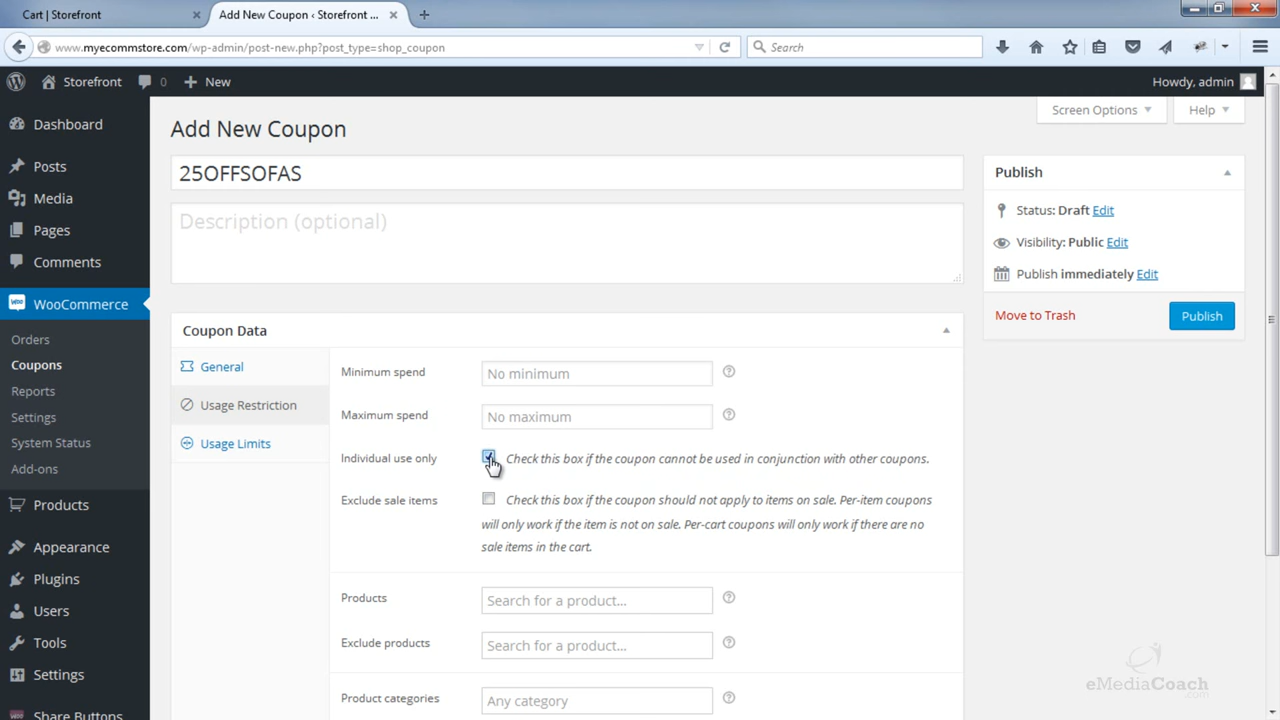 Cart | Storefront
Add New Coupon ‹ Storefront ...
www.myecommstore.com/wp-admin/post-new.php?post_type=shop_coupon
Search
Storefront
0
New
Howdy, admin
Screen Options
Help
Dashboard
Posts
Media
Pages
Comments
WooCommerce
Orders
Coupons
Reports
Settings
System Status
Add-ons
Products
Appearance
Plugins
Users
Tools
Settings
Share Buttons
Add New Coupon
25OFFSOFAS
Description (optional)
Coupon Data
General
Usage Restriction
Usage Limits
Minimum spend
No minimum
Maximum spend
No maximum
Individual use only
Check this box if the coupon cannot be used in conjunction with other coupons.
Exclude sale items
Check this box if the coupon should not apply to items on sale. Per-item coupons
will only work if the item is not on sale. Per-cart coupons will only work if there are no
sale items in the cart.
Products
Search for a product...
Exclude products
Search for a product...
Product categories
Any category
Publish
Status: Draft Edit
Visibility: Public Edit
Publish immediately Edit
Move to Trash
Publish
eMediaCoach